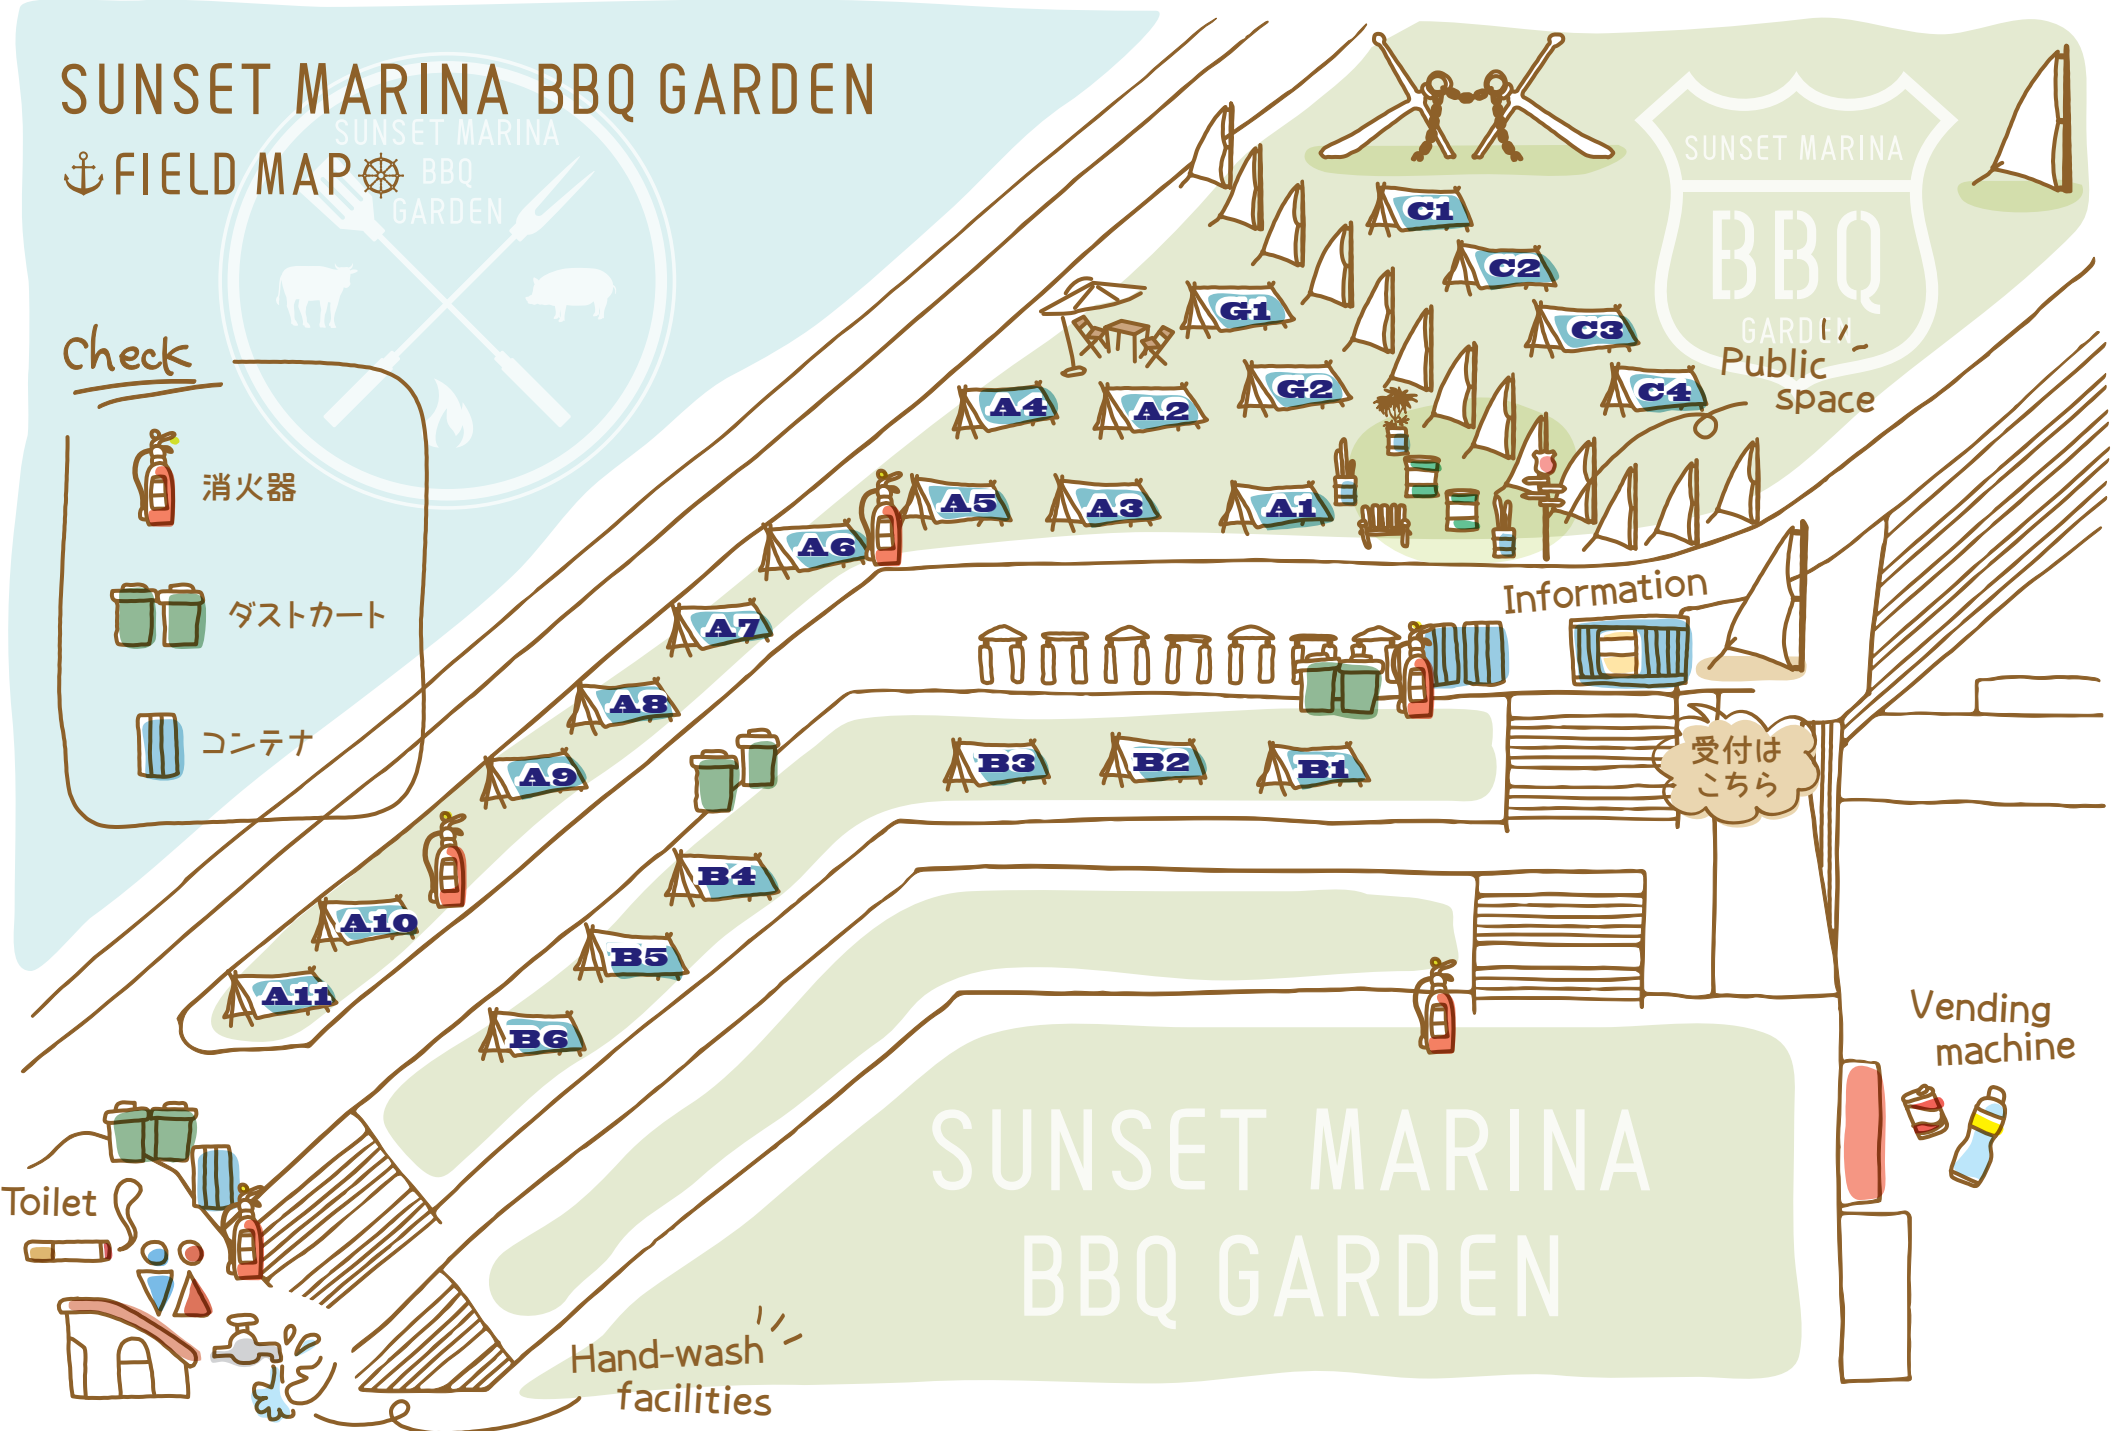 SUNSET MARINA BBQ GARDEN
FIELD MAP
SUNSET MARINA
BBQ
GARDEN
SUNSET MARINA
BBQ
GARDEN
Check
消火器
ダストカート
コンテナ
C1
C2
C3
C4
G1
G2
A4
A2
A5
A3
A1
A6
A7
A8
A9
A10
A11
Public
space
Information
受付は
こちら
B3
B2
B1
B4
B5
B6
Vending
machine
Toilet
Hand-wash
facilities
SUNSET MARINA
BBQ GARDEN